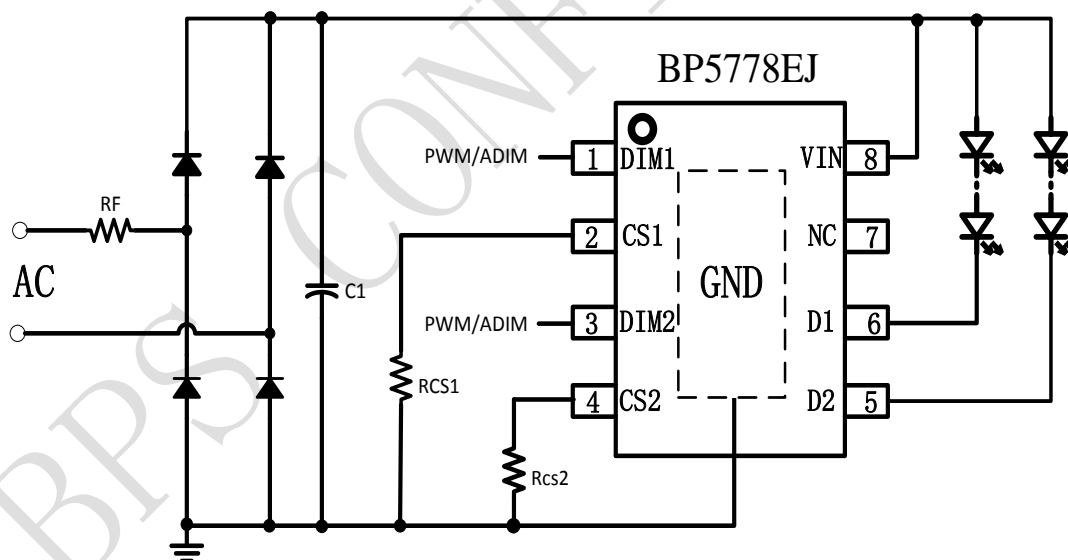 BP5778EJ
PWM/ADIM
1 DIM1
VIN 8
RF
2 CS1
NC 7
AC
GND
C1
PWM/ADIM
3 DIM2
D1 6
RCS1
4 CS2
D2 5
Rcs2
BPS CONF